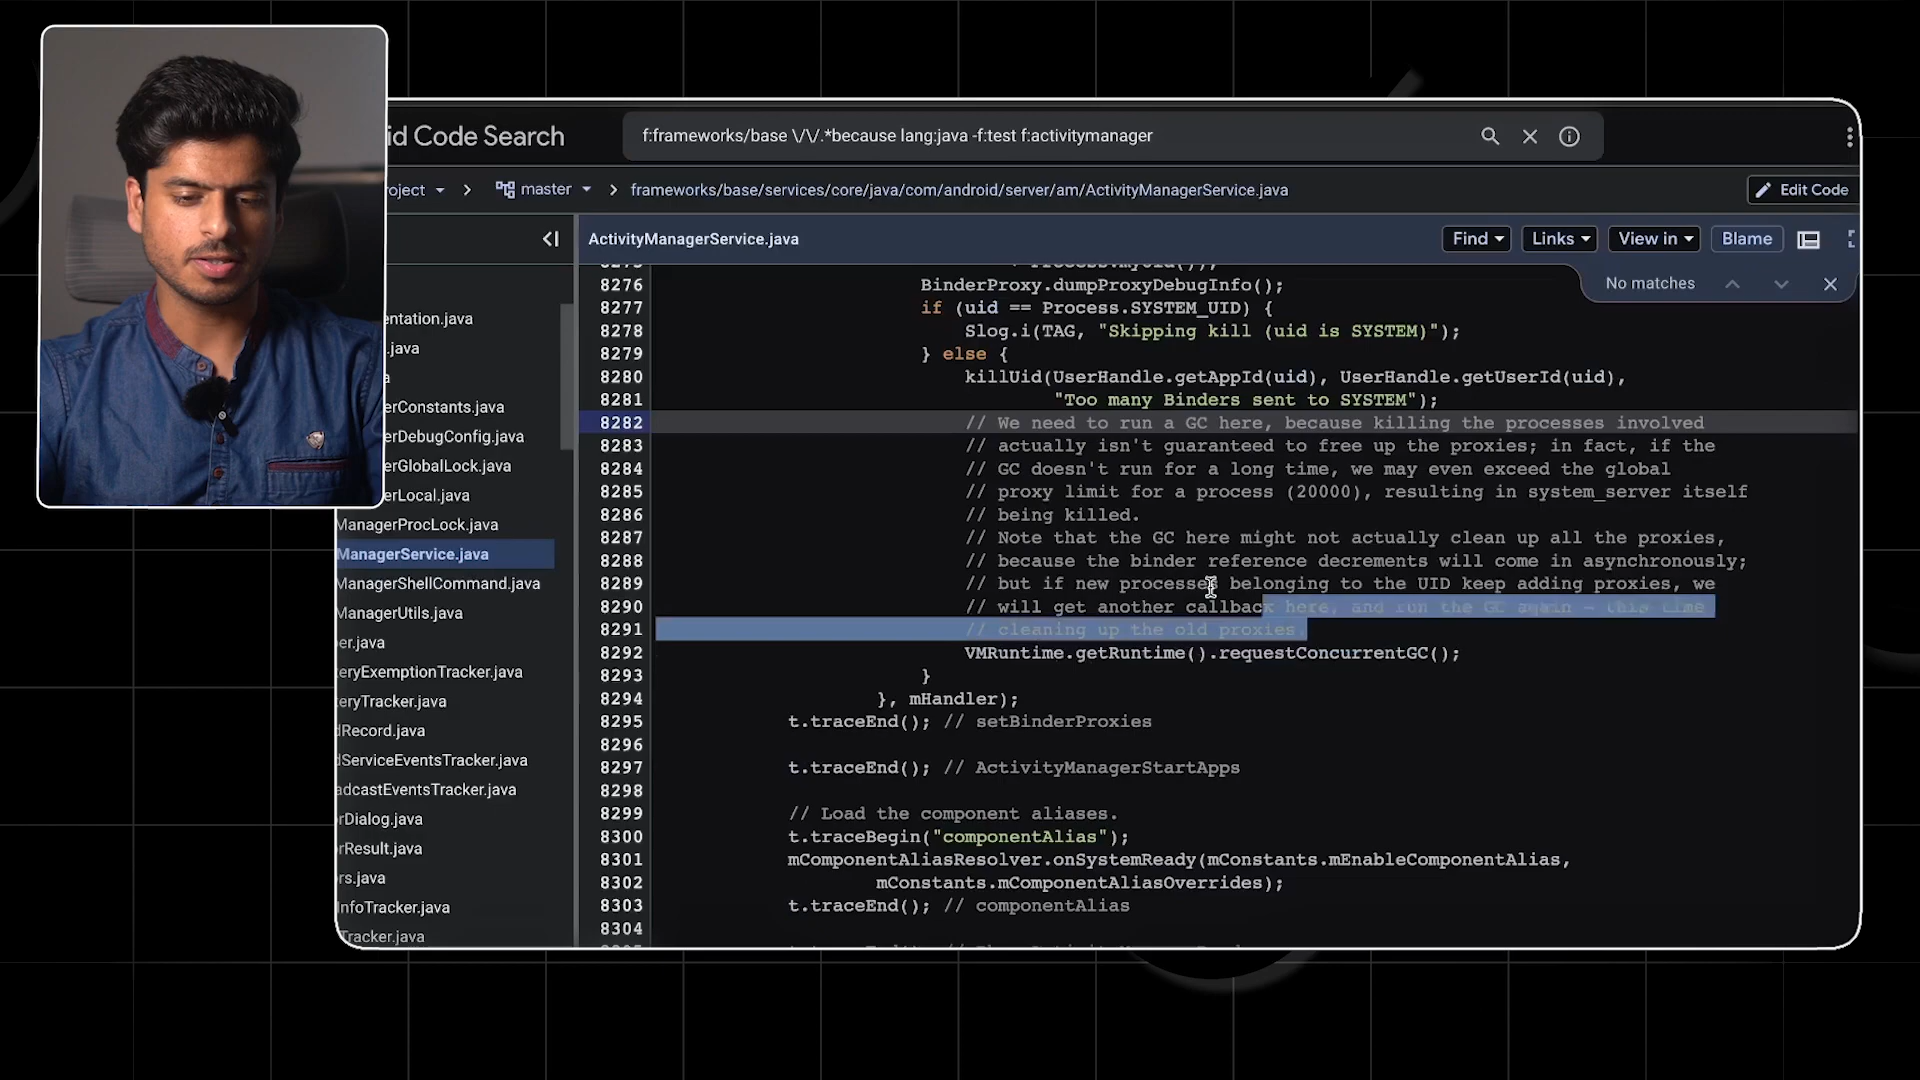 id Code Search
f:frameworks/base \/\/.*because lang:java -f:test f:activitymanager
roject
master
frameworks/base/services/core/java/com/android/server/am/ActivityManagerService.java
Edit Code
ActivityManagerService.java
Find
Links
View in
Blame
No matches
entation.java
.java
a
erConstants.java
erDebugConfig.java
erGlobalLock.java
erLocal.java
ManagerProcLock.java
ManagerService.java
ManagerShellCommand.java
ManagerUtils.java
er.java
eryExemptionTracker.java
eryTracker.java
dRecord.java
dServiceEventsTracker.java
adcastEventsTracker.java
rDialog.java
rResult.java
rs.java
InfoTracker.java
Tracker.java
8276 BinderProxy.dumpProxyDebugInfo();
8277 if (uid == Process.SYSTEM_UID) {
8278 Slog.i(TAG, "Skipping kill (uid is SYSTEM)");
8279 } else {
8280 killUid(UserHandle.getAppId(uid), UserHandle.getUserId(uid),
8281 "Too many Binders sent to SYSTEM");
8282 // We need to run a GC here, because killing the processes involved
8283 // actually isn't guaranteed to free up the proxies; in fact, if the
8284 // GC doesn't run for a long time, we may even exceed the global
8285 // proxy limit for a process (20000), resulting in system_server itself
8286 // being killed.
8287 // Note that the GC here might not actually clean up all the proxies,
8288 // because the binder reference decrements will come in asynchronously;
8289 // but if new processes belonging to the UID keep adding proxies, we
8290 // will get another callback here, and run the GC again - this time
8291 // cleaning up the old proxies.
8292 VMRuntime.getRuntime().requestConcurrentGC();
8293 }
8294 }, mHandler);
8295 t.traceEnd(); // setBinderProxies
8296
8297 t.traceEnd(); // ActivityManagerStartApps
8298
8299 // Load the component aliases.
8300 t.traceBegin("componentAlias");
8301 mComponentAliasResolver.onSystemReady(mConstants.mEnableComponentAlias,
8302 mConstants.mComponentAliasOverrides);
8303 t.traceEnd(); // componentAlias
8304